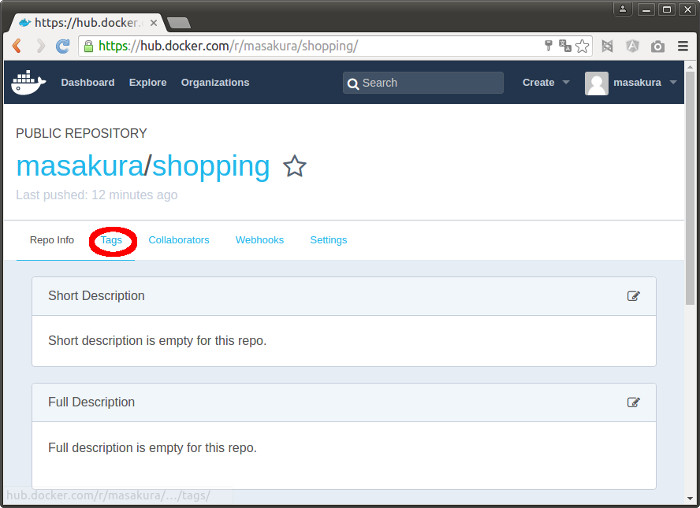 https://hub.docker.
https://hub.docker.com/r/masakura/shopping/
Dashboard Explore Organizations Search Create masakura
PUBLIC REPOSITORY
masakura/shopping
Last pushed: 12 minutes ago
Repo Info Tags Collaborators Webhooks Settings
Short Description
Short description is empty for this repo.
Full Description
Full description is empty for this repo.
hub.docker.com/r/masakura/.../tags/